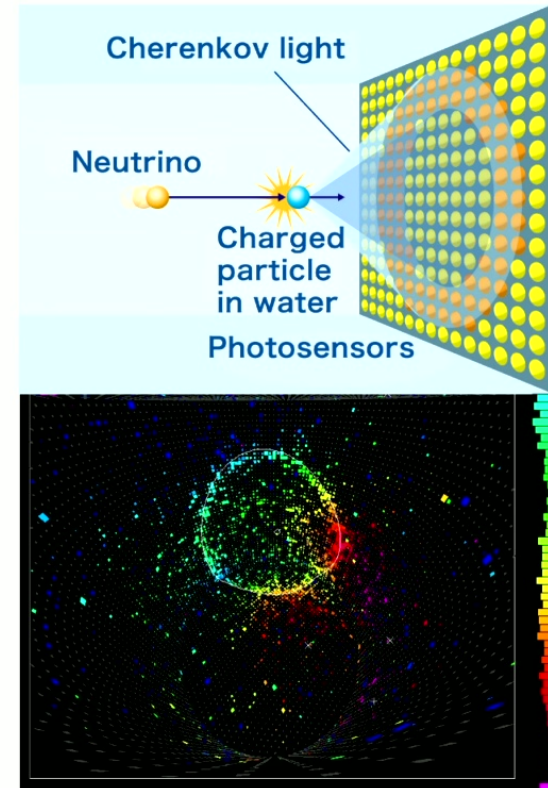 Cherenkov light
Neutrino
Charged
particle
in water
Photosensors